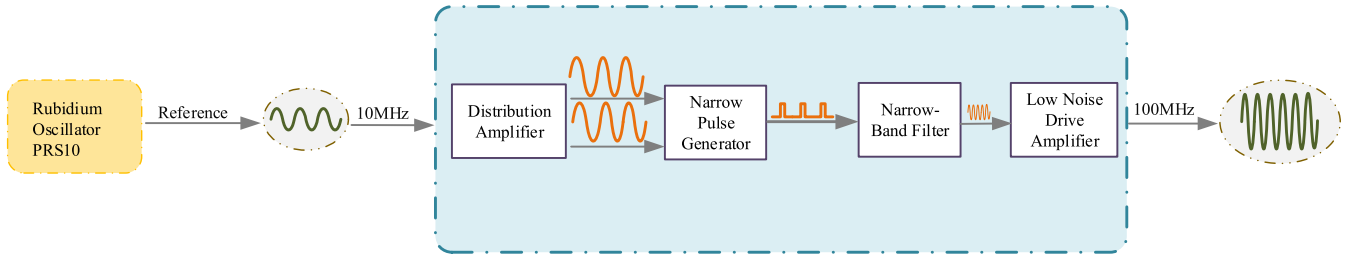 Rubidium
Oscillator
PRS10
Reference
10MHz
Distribution
Amplifier
Narrow
Pulse
Generator
Narrow-
Band Filter
Low Noise
Drive
Amplifier
100MHz